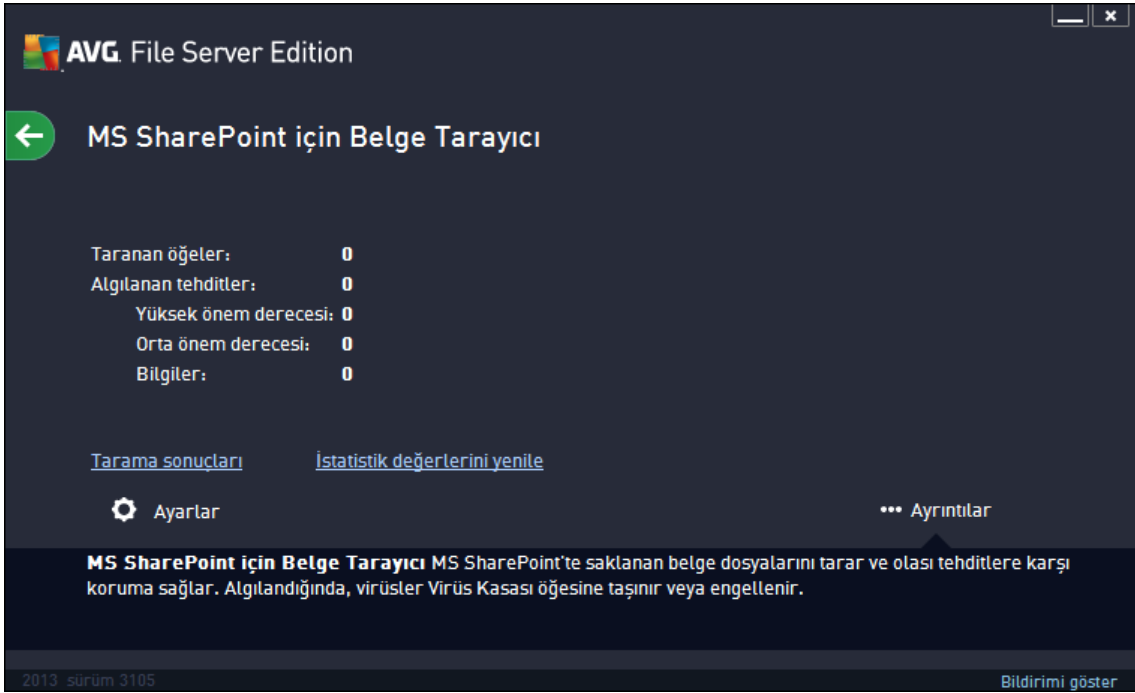 AVG. File Server Edition
MS SharePoint için Belge Tarayıcı
Taranan öğeler: 0
Algılanan tehditler: 0
Yüksek önem derecesi: 0
Orta önem derecesi: 0
Bilgiler: 0
Tarama sonuçları İstatistik değerlerini yenile
Ayarlar ••• Ayrıntılar
MS SharePoint için Belge Tarayıcı MS SharePoint'te saklanan belge dosyalarını tarar ve olası tehditlere karşı
koruma sağlar. Algılandığında, virüsler Virüs Kasası öğesine taşınır veya engellenir.
2013 sürüm 3105 Bildirimi göster